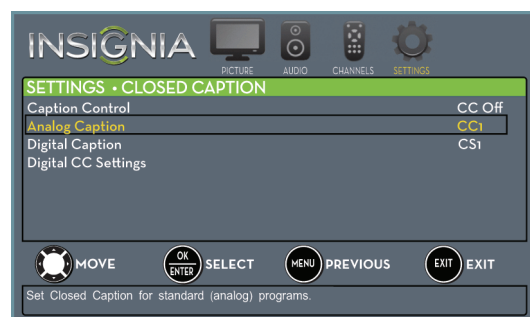 INSIGNIA
PICTURE AUDIO CHANNELS SETTINGS
SETTINGS • CLOSED CAPTION
Caption Control CC Off
Analog Caption CC1
Digital Caption CS1
Digital CC Settings
MOVE OK ENTER SELECT MENU PREVIOUS EXIT EXIT
Set Closed Caption for standard (analog) programs.